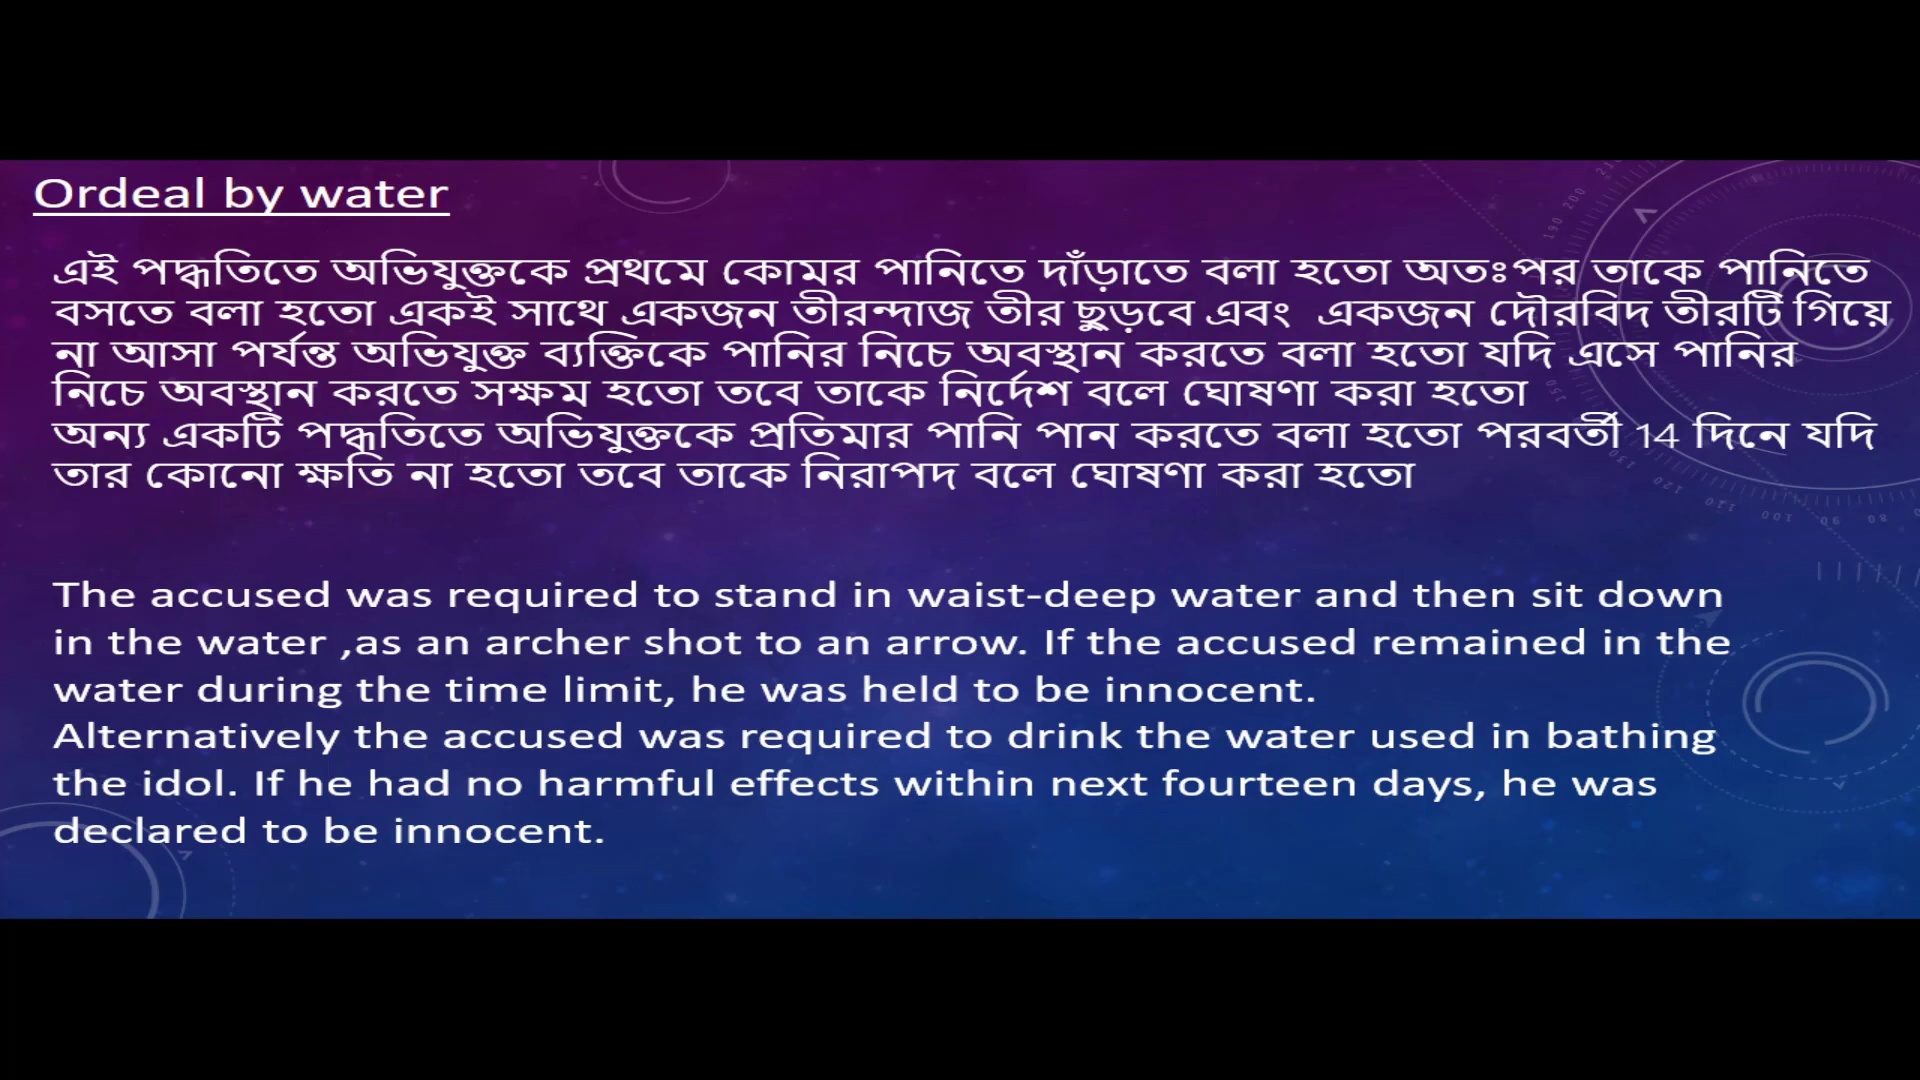 Ordeal by water
এই পদ্ধতিতে অভিযুক্তকে প্রথমে কোমর পানিতে দাঁড়াতে বলা হতো অতঃপর তাকে পানিতে
বসতে বলা হতো একই সাথে একজন তীরন্দাজ তীর ছুড়বে এবং একজন দৌরবিদ তীরটি গিয়ে
না আসা পর্যন্ত অভিযুক্ত ব্যক্তিকে পানির নিচে অবস্থান করতে বলা হতো যদি এসে পানির
নিচে অবস্থান করতে সক্ষম হতো তবে তাকে নির্দেশ বলে ঘোষণা করা হতো
অন্য একটি পদ্ধতিতে অভিযুক্তকে প্রতিমার পানি পান করতে বলা হতো পরবর্তী 14 দিনে যদি
তার কোনো ক্ষতি না হতো তবে তাকে নিরাপদ বলে ঘোষণা করা হতো
The accused was required to stand in waist-deep water and then sit down
in the water ,as an archer shot to an arrow. If the accused remained in the
water during the time limit, he was held to be innocent.
Alternatively the accused was required to drink the water used in bathing
the idol. If he had no harmful effects within next fourteen days, he was
declared to be innocent.